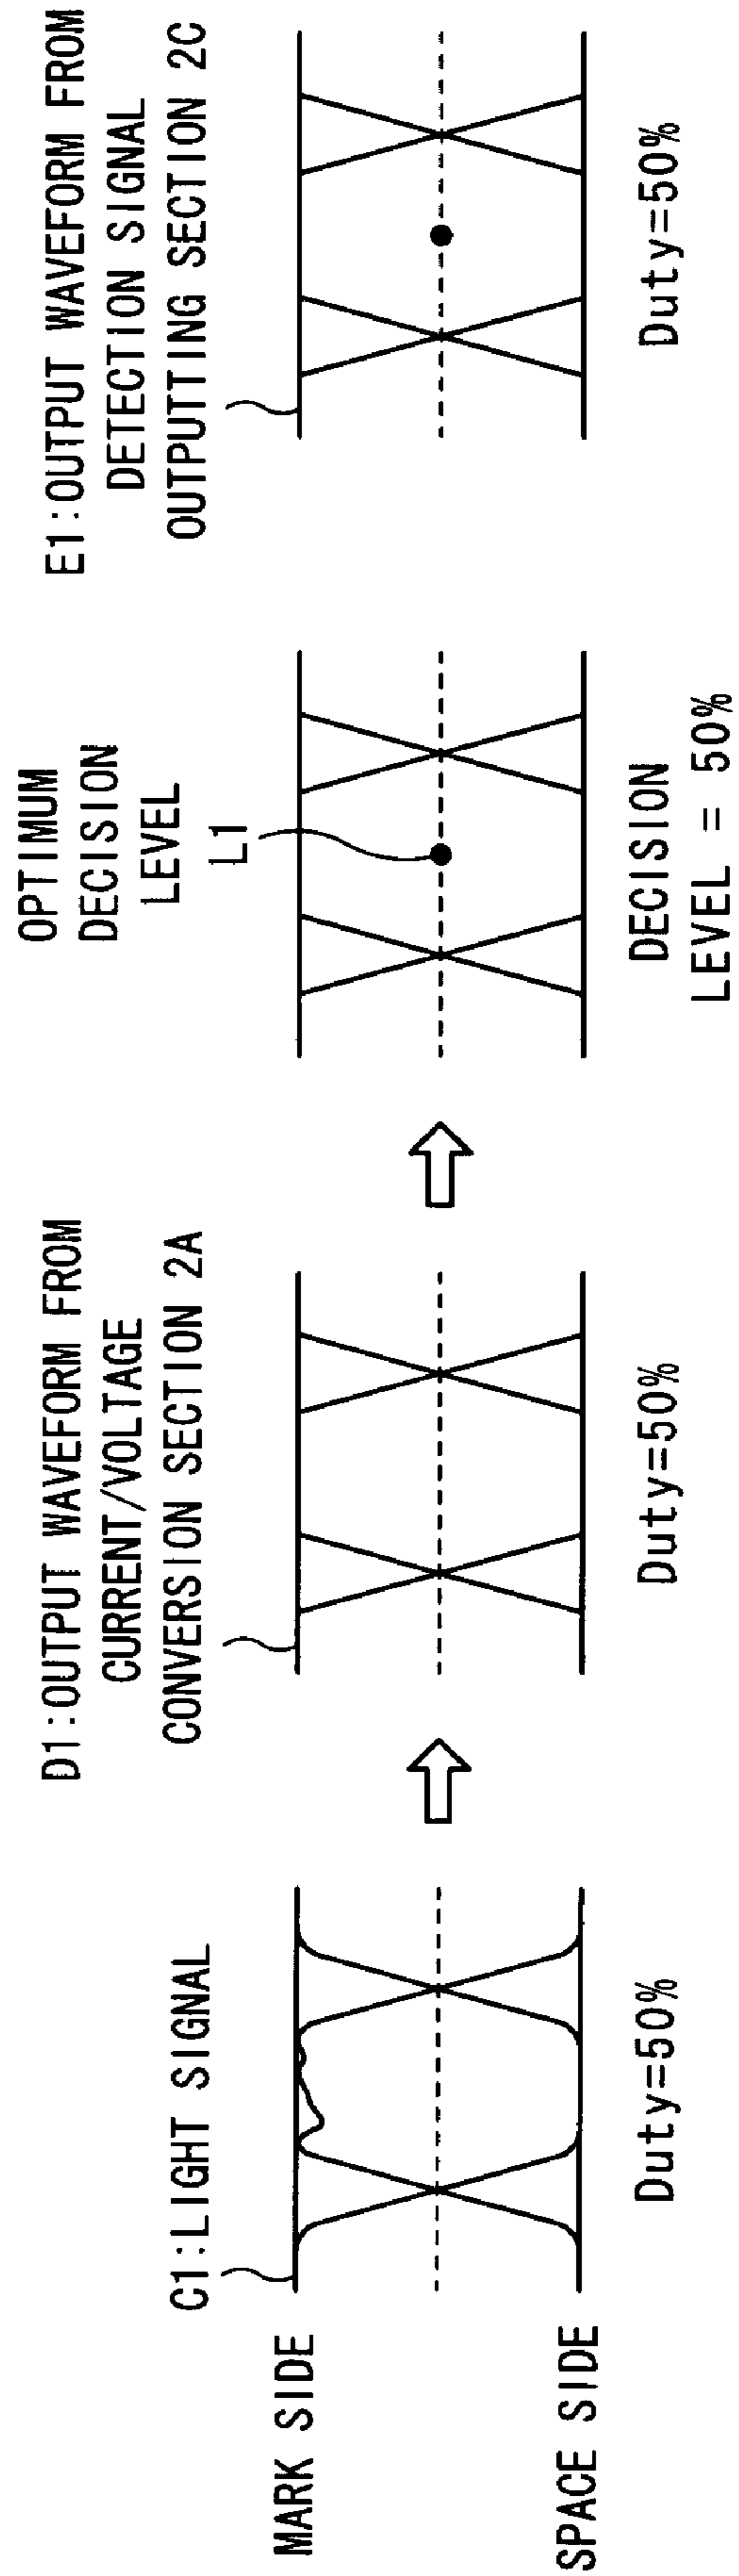 MARK SIDE
SPACE SIDE
C1:LIGHT SIGNAL
Duty=50%
D1:OUTPUT WAVEFORM FROM
CURRENT/VOLTAGE
CONVERSION SECTION 2A
Duty=50%
OPTIMUM
DECISION
LEVEL
L1
DECISION
LEVEL = 50%
E1:OUTPUT WAVEFORM FROM
DETECTION SIGNAL
OUTPUTTING SECTION 2C
Duty=50%